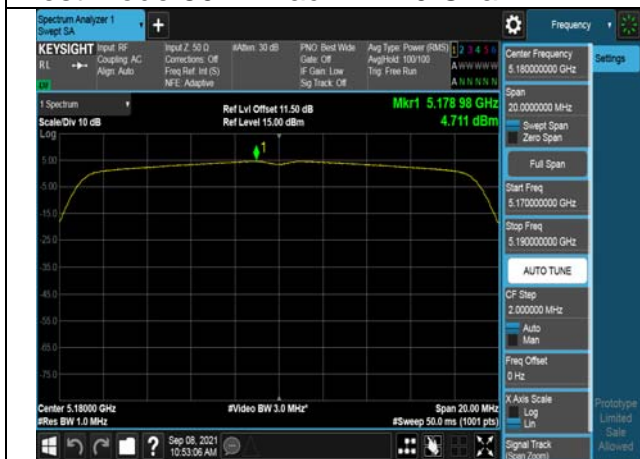 Spectrum Analyzer 1
Swept SA
+
Frequency
KEYSIGHT
RL
Input: RF
Coupling: AC
Align: Auto
Input Z: 50 Ω
Corrections: Off
Freq Ref: Int (S)
NFE: Adaptive
#Atten: 30 dB
PNO: Best Wide
Gate: Off
IF Gain: Low
Sig Track: Off
Avg Type: Power (RMS)
Avg|Hold: 100/100
Trig: Free Run
1 2 3 4 5 6
A W W W W W
A N N N N N
1 Spectrum
Scale/Div 10 dB
Log
Ref Lvl Offset 11.50 dB
Ref Level 15.00 dBm
Mkr1 5.178 98 GHz
4.711 dBm
1
5.00
-5.00
-15.0
-25.0
-35.0
-45.0
-55.0
-65.0
-75.0
Center 5.18000 GHz
#Res BW 1.0 MHz
#Video BW 3.0 MHz*
Span 20.00 MHz
#Sweep 50.0 ms (1001 pts)
Sep 08, 2021
10:53:06 AM
Center Frequency
5.180000000 GHz
Settings
Span
20.0000000 MHz
Swept Span
Zero Span
Full Span
Start Freq
5.170000000 GHz
Stop Freq
5.190000000 GHz
AUTO TUNE
CF Step
2.000000 MHz
Auto
Man
Freq Offset
0 Hz
X Axis Scale
Log
Lin
Signal Track
(Span Zoom)
Prototype
Limited
Sale
Allowed